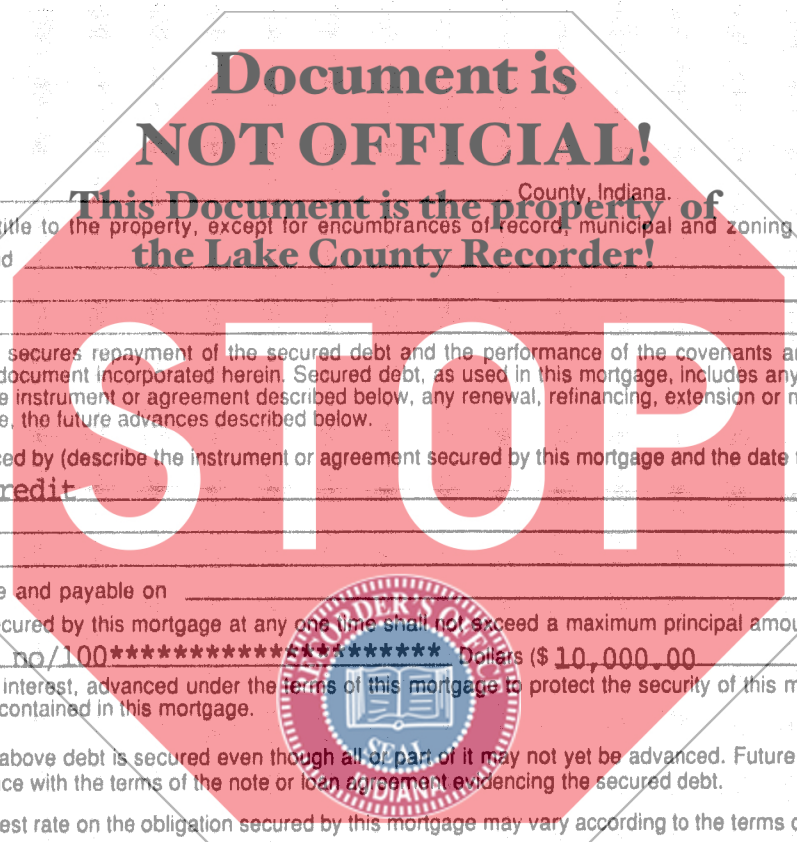 Document is
NOT OFFICIAL!
County, Indiana.
This Document is the property of
title to the property, except for encumbrances of record, municipal and zoning
the Lake County Recorder!
STOP
secures repayment of the secured debt and the performance of the covenants
document incorporated herein. Secured debt, as used in this mortgage, includes any
instrument or agreement described below, any renewal, refinancing, extension or
the future advances described below.
by (describe the instrument or agreement secured by this mortgage and the date
redit
and payable on
cured by this mortgage at any one time shall not exceed a maximum principal
no/100*********************** Dollars ($ 10,000.00
interest, advanced under the terms of this mortgage to protect the security of this
contained in this mortgage.
above debt is secured even though all or part of it may not yet be advanced. Future
ce with the terms of the note or loan agreement evidencing the secured debt.
est rate on the obligation secured by this mortgage may vary according to the terms
RECORDER'S OFFICE
SEAL
INDIANA